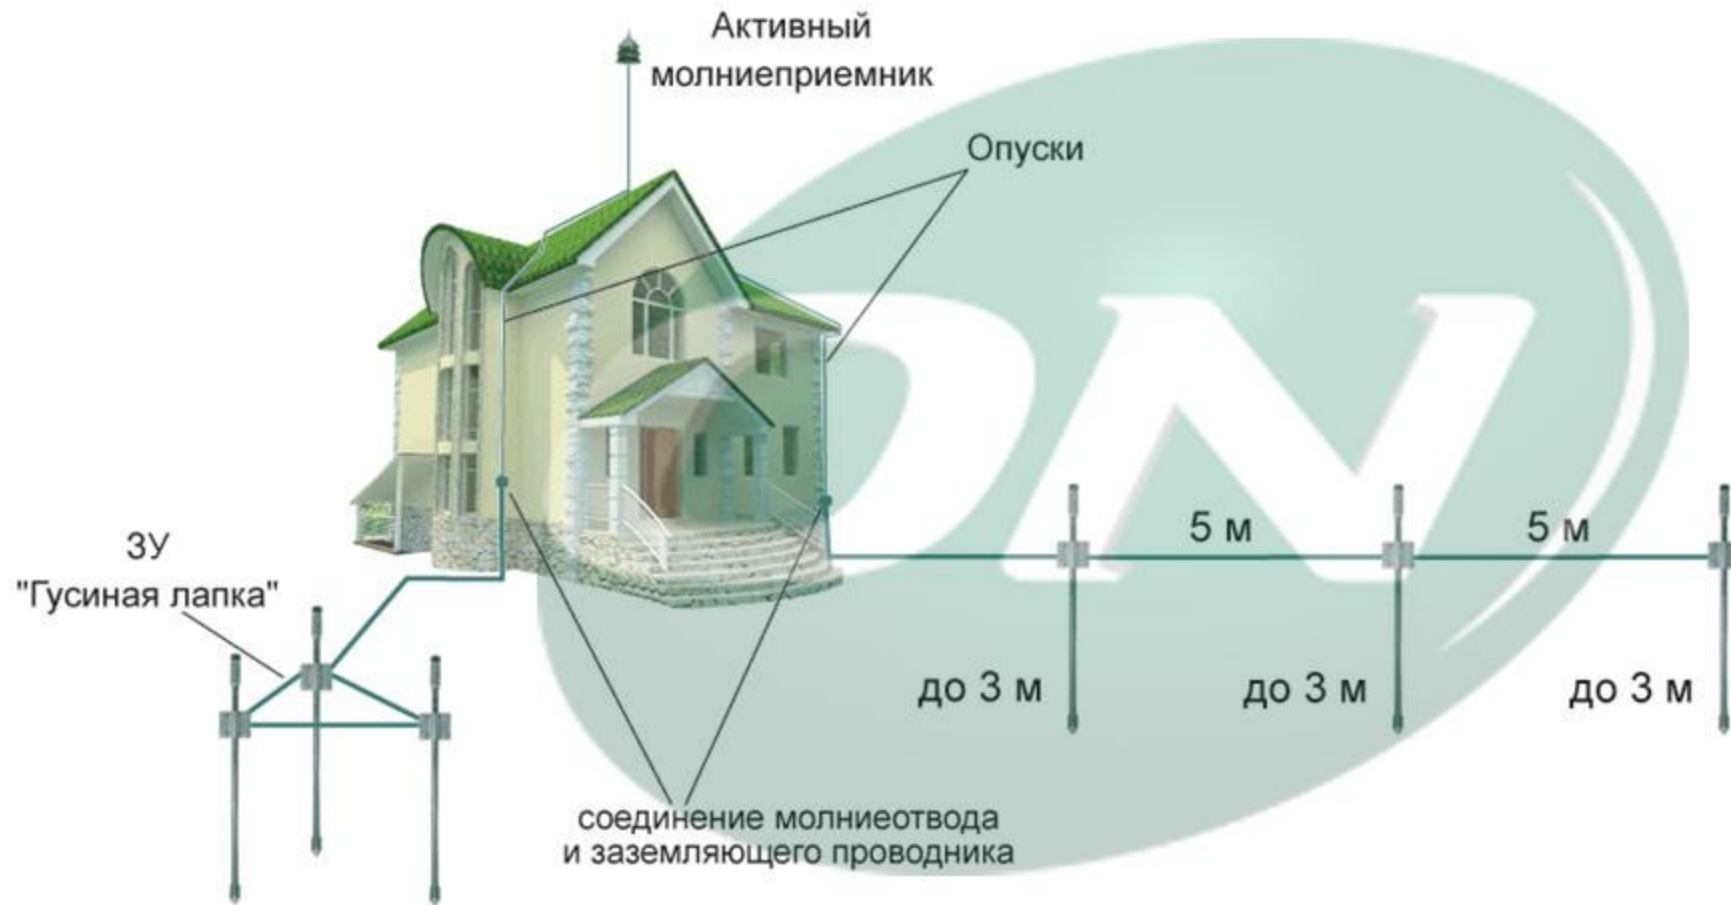 Активный
молниеприемник
Опуски
ЗУ
"Гусиная лапка"
5 м
5 м
до 3 м
до 3 м
до 3 м
соединение молниеотвода
и заземляющего проводника
DN